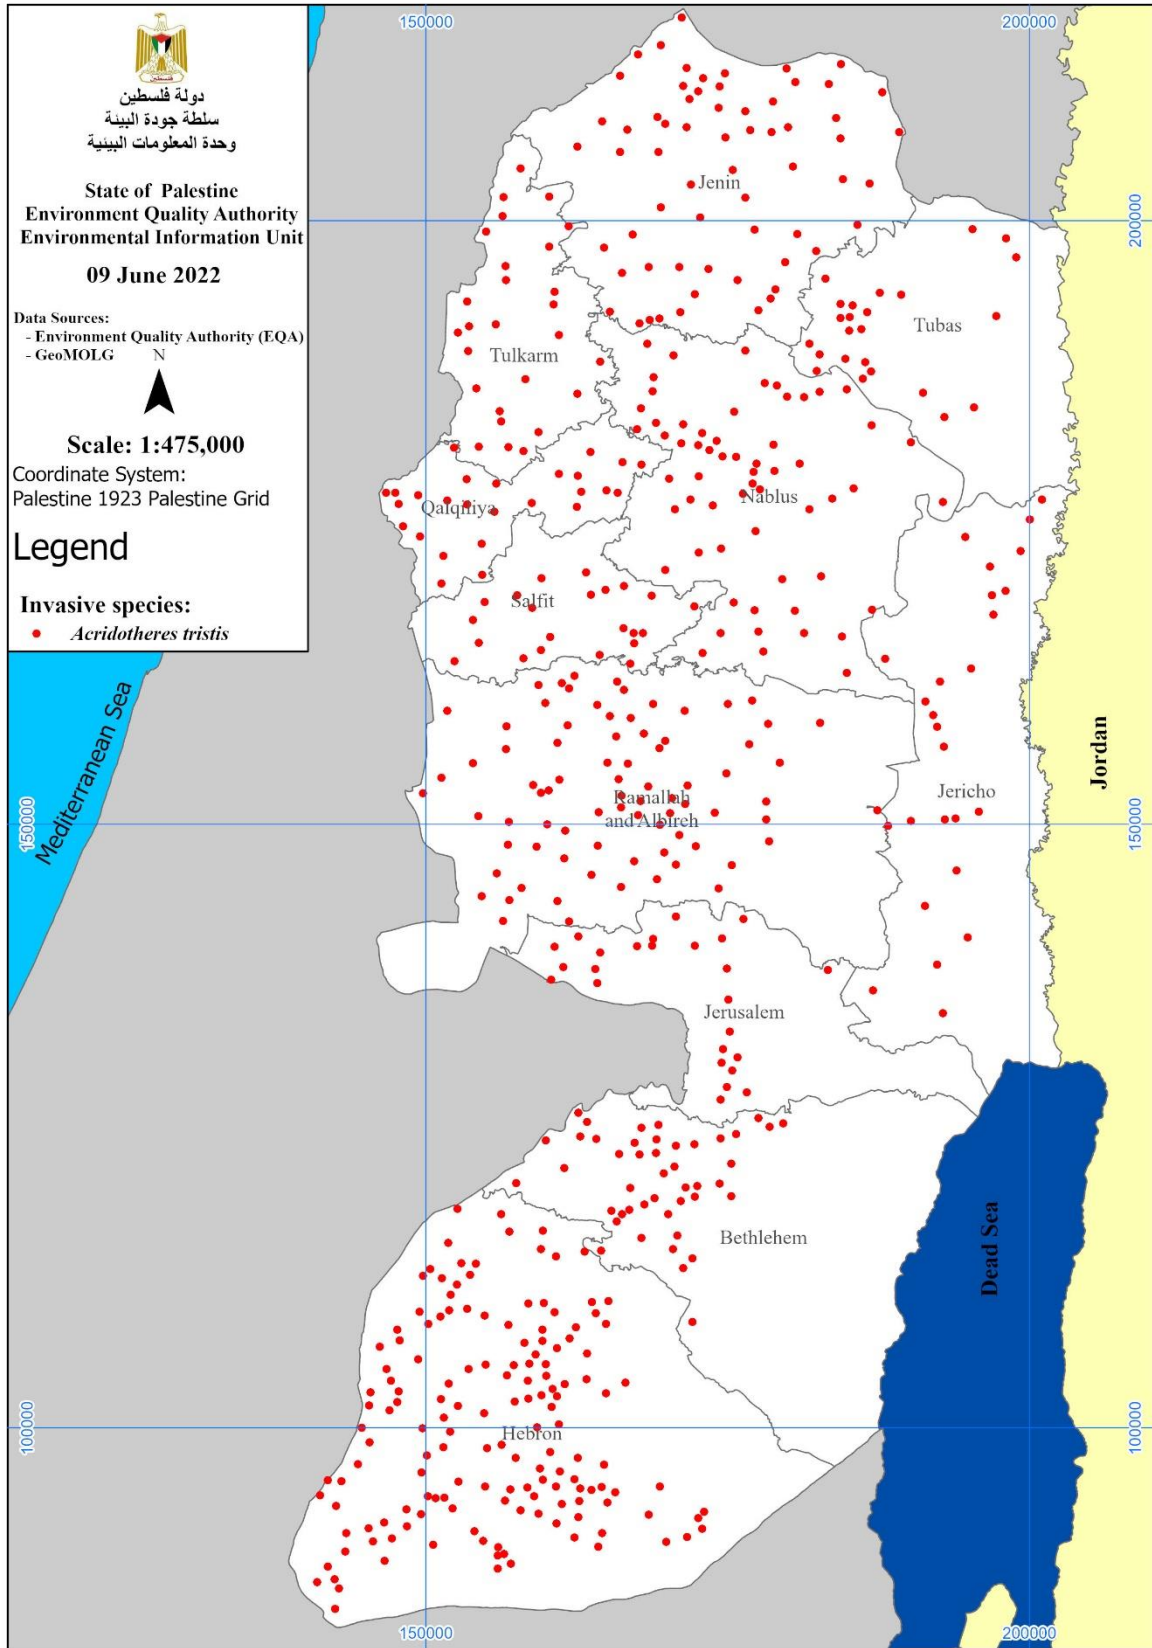 دولة فلسطين
سلطة جودة البيئة
وحدة المعلومات البيئية
State of Palestine
Environment Quality Authority
Environmental Information Unit
09 June 2022
Data Sources:
- Environment Quality Authority (EQA)
- GeoMOLG
N
Scale: 1:475,000
Coordinate System:
Palestine 1923 Palestine Grid
Legend
Invasive species:
Acridotheres tristis
150000
200000
200000
200000
150000
150000
100000
100000
150000
200000
Mediterranean Sea
Jordan
Dead Sea
Jenin
Tubas
Tulkarm
Nablus
Qalqiliya
Salfit
Ramallah
and Albireh
Jericho
Jerusalem
Bethlehem
Hebron